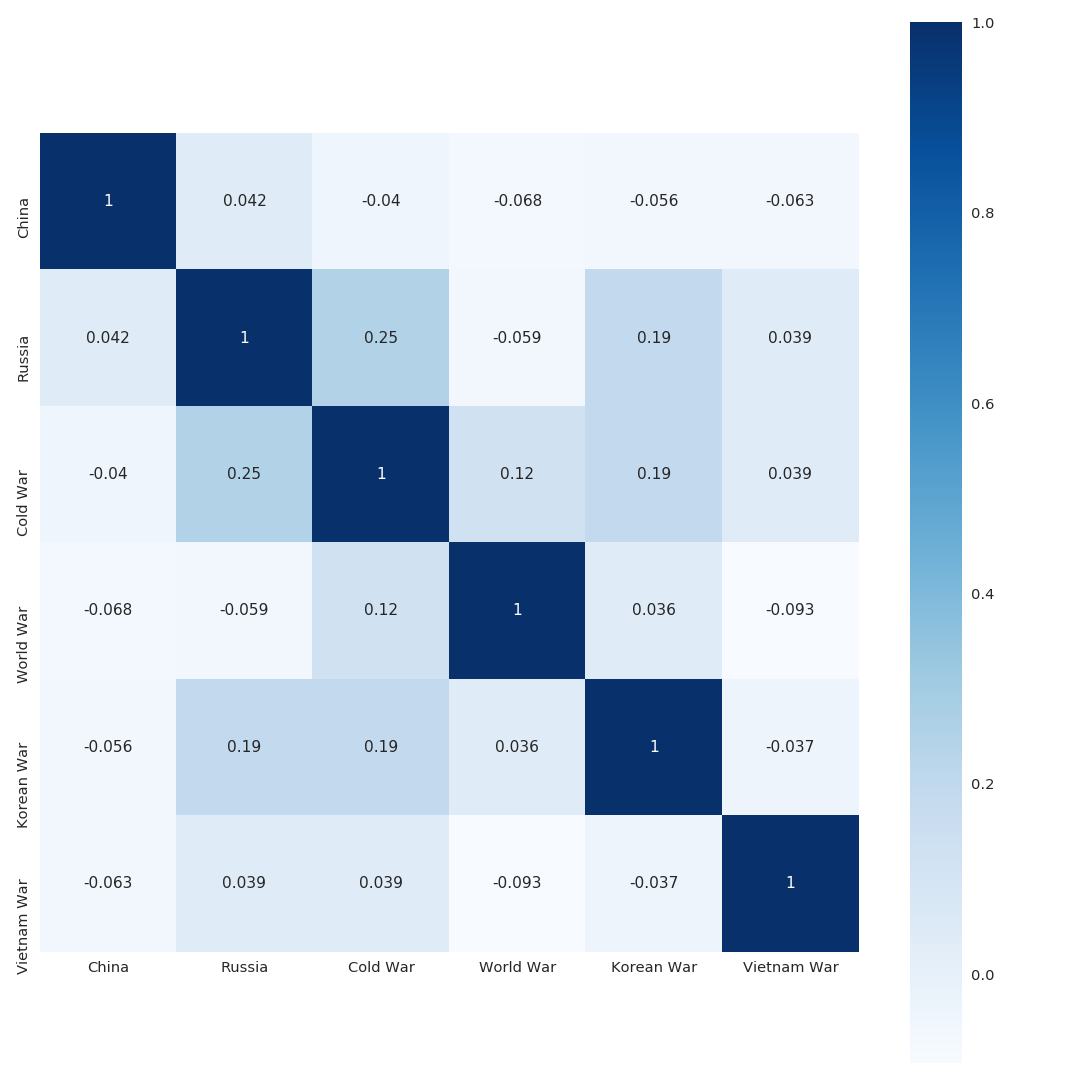 1.0
China 1 0.042 -0.04 -0.068 -0.056 -0.063
0.8
Russia 0.042 1 0.25 -0.059 0.19 0.039
0.6
Cold War -0.04 0.25 1 0.12 0.19 0.039
0.4
World War -0.068 -0.059 0.12 1 0.036 -0.093
Korean War -0.056 0.19 0.19 0.036 1 -0.037
0.2
Vietnam War -0.063 0.039 0.039 -0.093 -0.037 1
China Russia Cold War World War Korean War Vietnam War
0.0